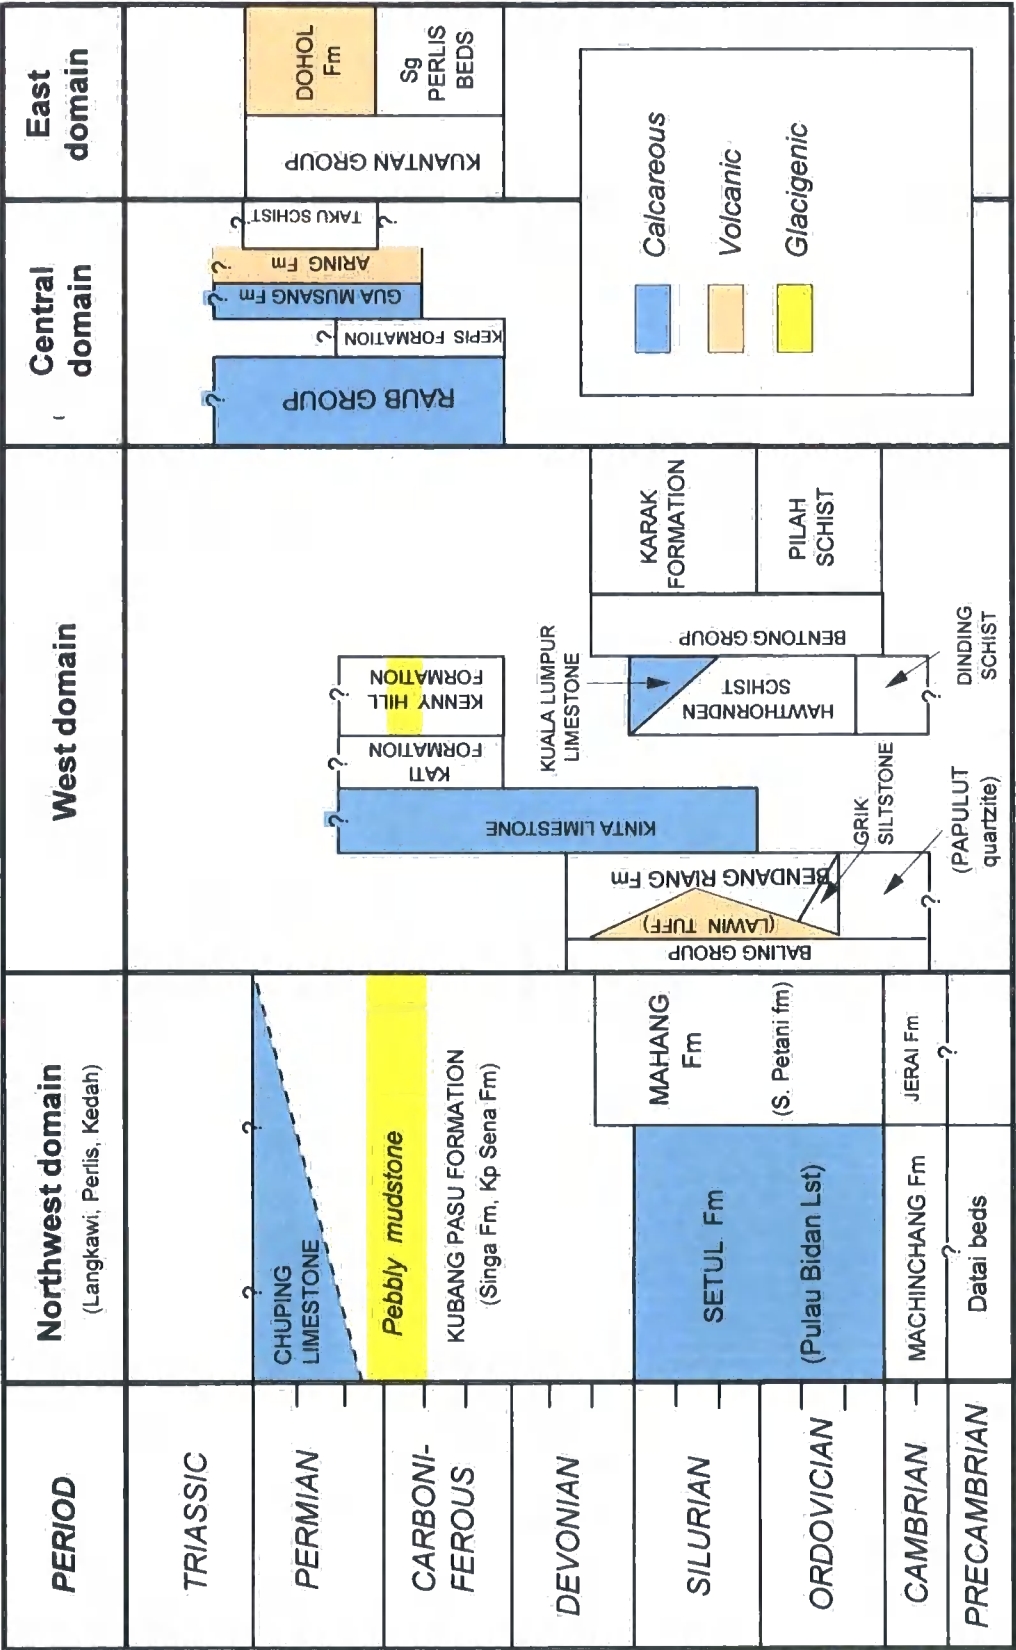 PERIOD
Northwest domain
(Langkawi, Perlis, Kedah)
West domain
Central
domain
East
domain
TRIASSIC
PERMIAN
CARBONI-
FEROUS
DEVONIAN
SILURIAN
ORDOVICIAN
CAMBRIAN
PRECAMBRIAN
?
?
CHUPING
LIMESTONE
Pebbly mudstone
KUBANG PASU FORMATION
(Singa Fm, Kp Sena Fm)
SETUL Fm
(Pulau Bidan Lst)
MAHANG
Fm
(S. Petani fm)
MACHINCHANG Fm
JERAI Fm
?
?
Datai beds
BALING GROUP
(LAWIN TUFF)
BENDANG RIANG Fm
GRIK
SILTSTONE
(PAPULUT
quartzite)
?
?
KINTA LIMESTONE
?
KATI
FORMATION
?
KENNY HILL
FORMATION
KUALA LUMPUR
LIMESTONE
HAWTHORNDEN
SCHIST
DINDING
SCHIST
?
BENTONG GROUP
KARAK
FORMATION
PILAH
SCHIST
?
RAUB GROUP
?
KEPIS FORMATION
?
GUA MUSANG Fm
?
ARING Fm
?
TAKU SCHIST
?
KUANTAN GROUP
DOHOL
Fm
Sg
PERLIS
BEDS
Calcareous
Volcanic
Glacigenic